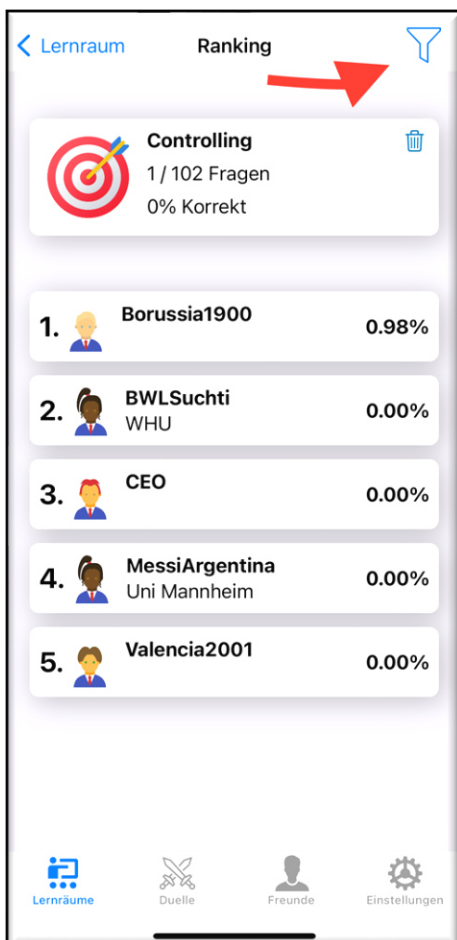 Lernraum
Ranking
Controlling
1 / 102 Fragen
0% Korrekt
1.
Borussia1900
0.98%
2.
BWLSuchti
WHU
0.00%
3.
CEO
0.00%
4.
MessiArgentina
Uni Mannheim
0.00%
5.
Valencia2001
0.00%
Lernräume
Duelle
Freunde
Einstellungen